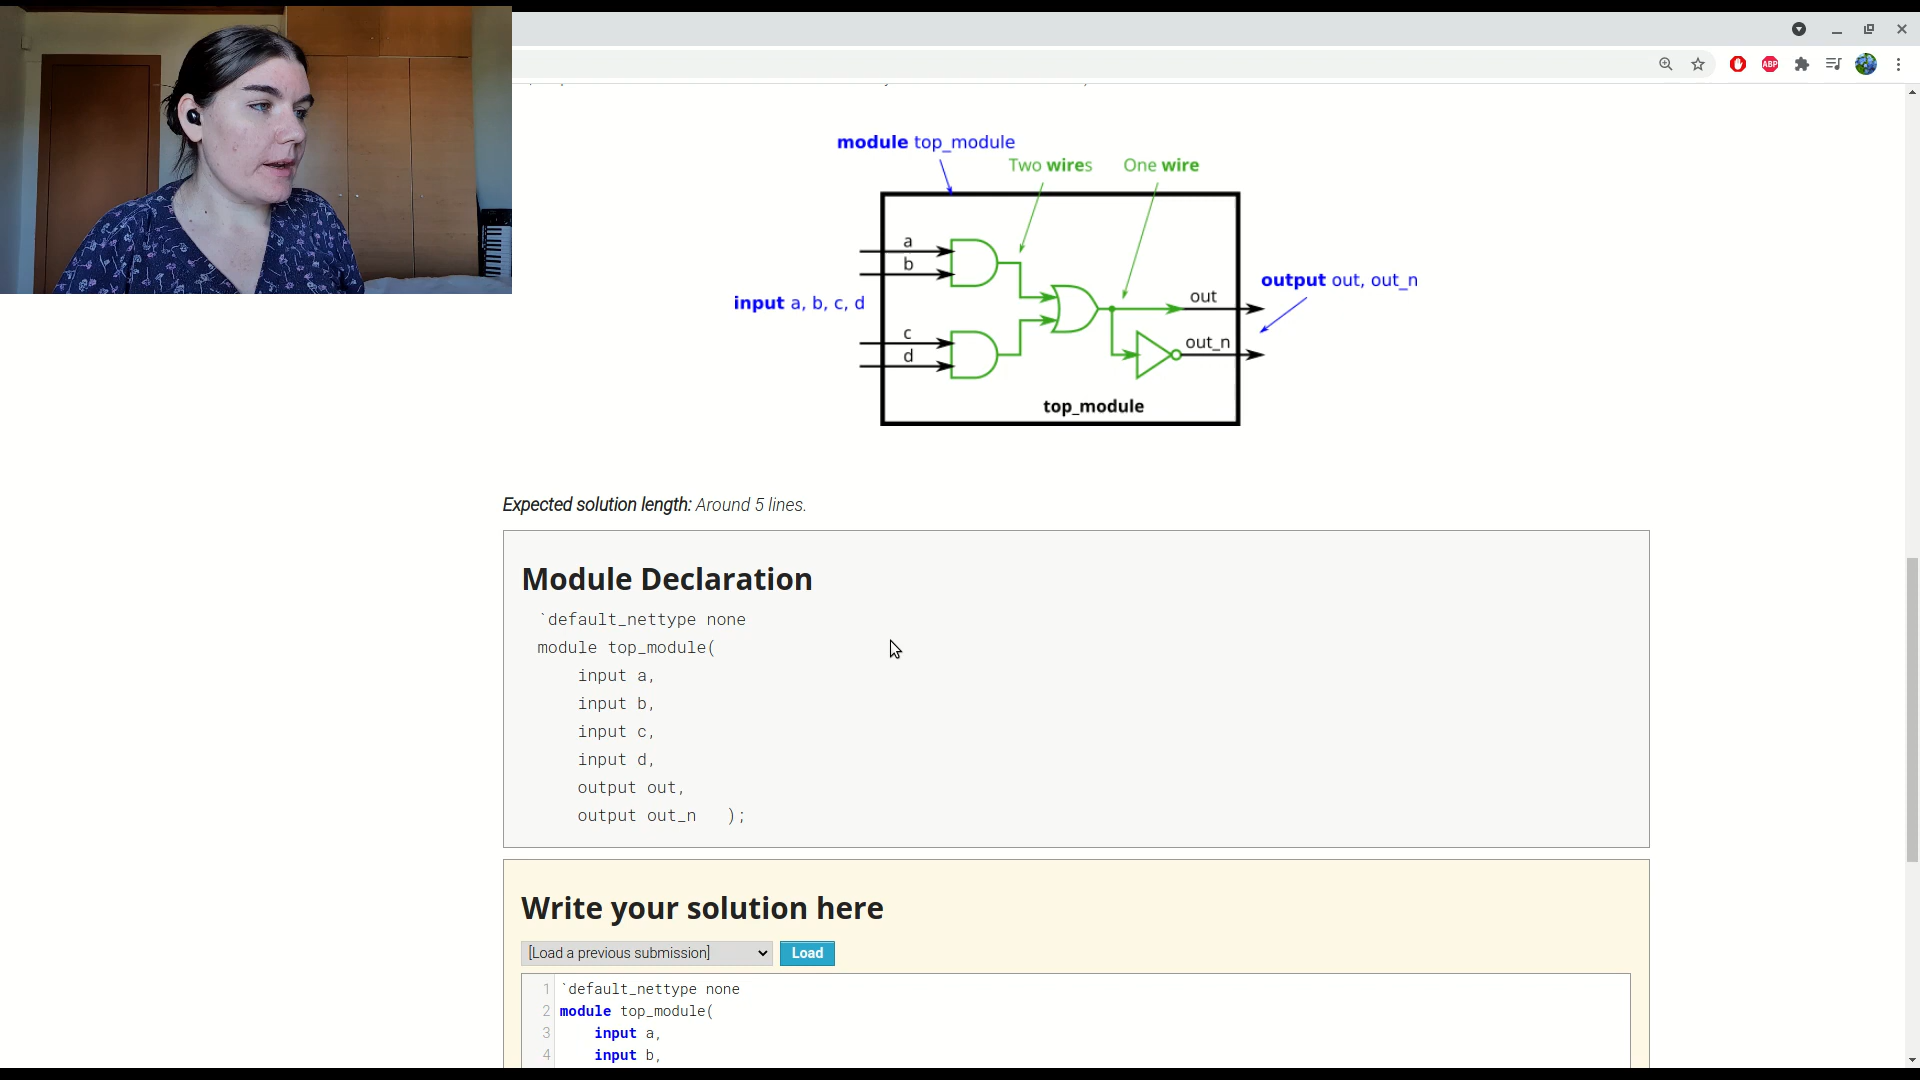 ABP
module top_module
Two wires One wire
a
b
input a, b, c, d
output out, out_n
out
c
d
out_n
top_module
Expected solution length: Around 5 lines.
Module Declaration
`default_nettype none
module top_module(
input a,
input b,
input c,
input d,
output out,
output out_n );
Write your solution here
[Load a previous submission] Load
1 `default_nettype none
2 module top_module(
3 input a,
4 input b,